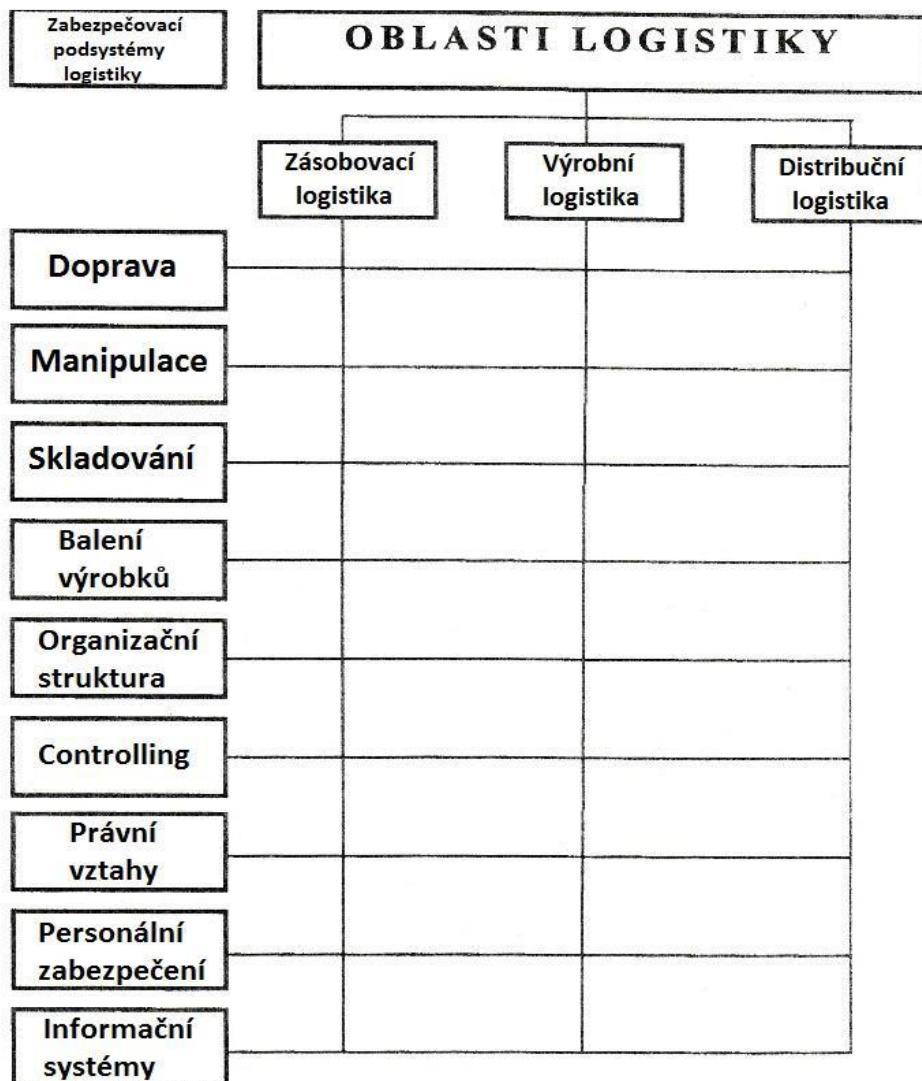 Zabezpečovací
podsystémy
logistiky
OBLASTI LOGISTIKY
Zásobovací
logistika
Výrobní
logistika
Distribuční
logistika
Doprava
Manipulace
Skladování
Balení
výrobků
Organizační
struktura
Controlling
Právní
vztahy
Personální
zabezpečení
Informační
systémy